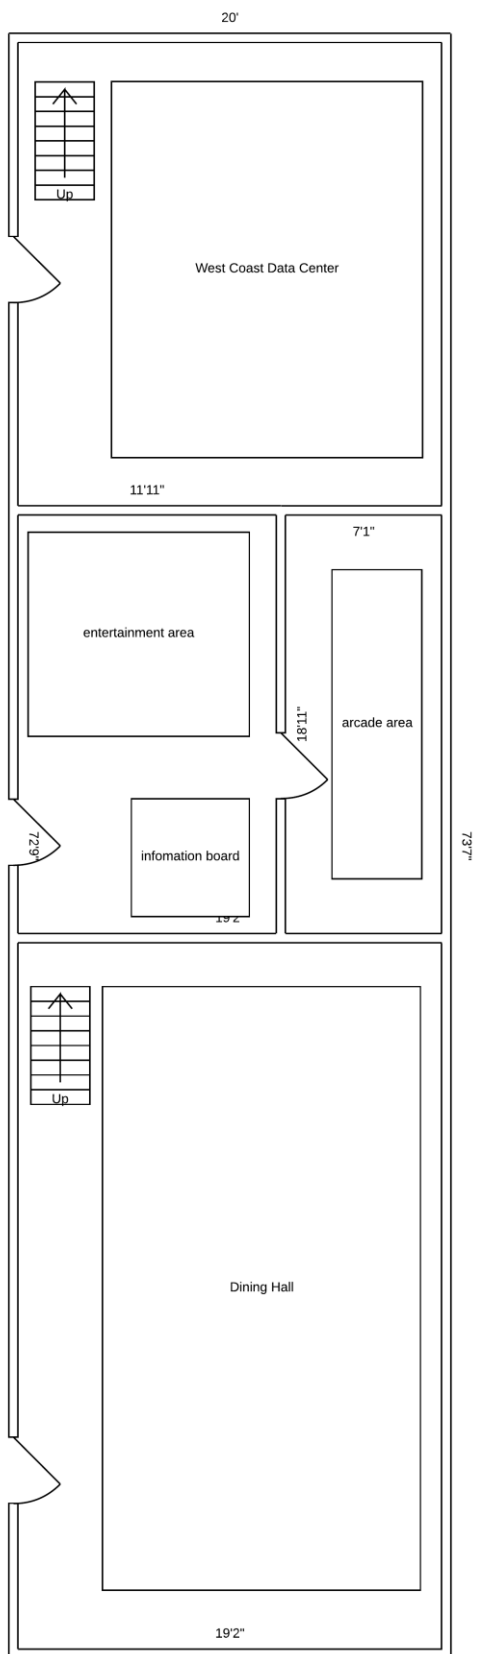 20'
Up
West Coast Data Center
11'11"
7'1"
entertainment area
18'11"
arcade area
72'9"
infomation board
73'7"
19'2"
Up
Dining Hall
19'2"